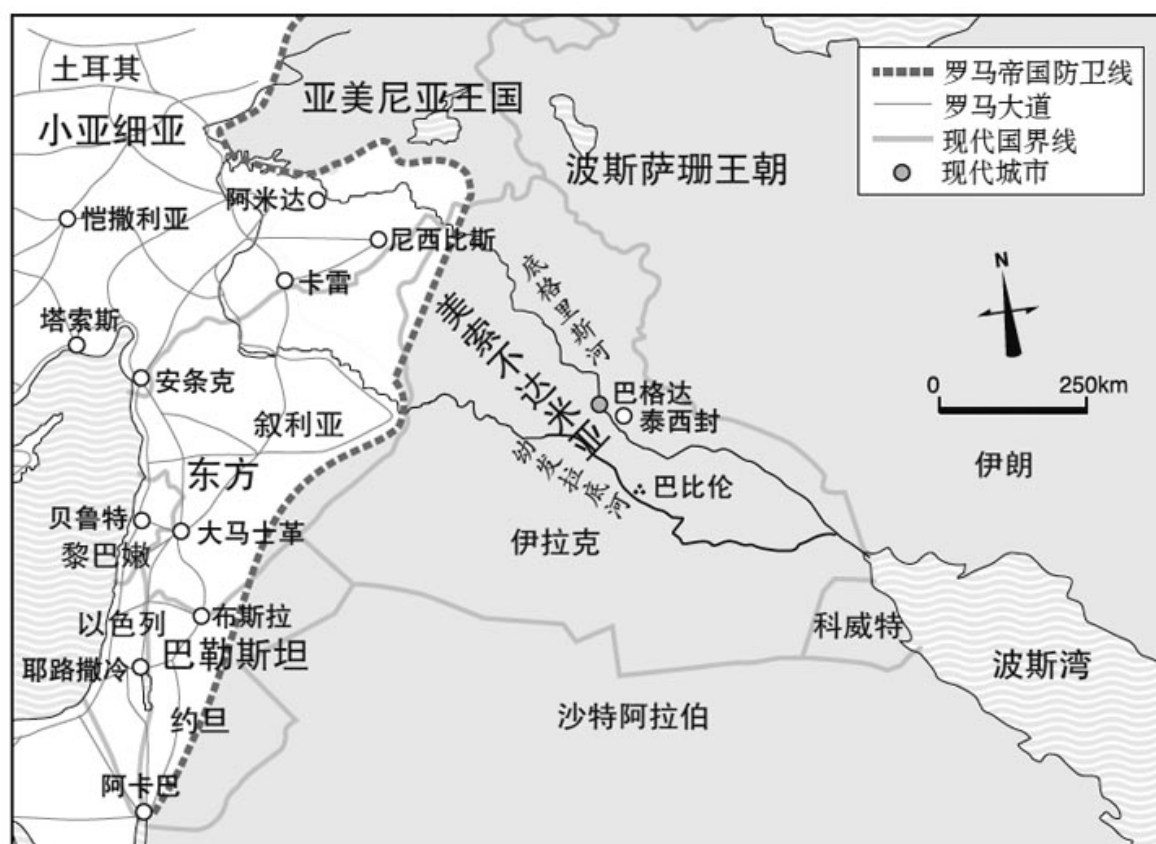 土耳其
小亚细亚
亚美尼亚王国
波斯萨珊王朝
罗马帝国防卫线
罗马大道
现代国界线
现代城市
阿米达
恺撒利亚
尼西比斯
卡雷
底格里斯河
美索不达米亚
塔索斯
安条克
N
0 250km
巴格达
泰西封
叙利亚
幼发拉底河
伊朗
东方
巴比伦
贝鲁特
大马士革
黎巴嫩
伊拉克
布斯拉
以色列
科威特
巴勒斯坦
耶路撒冷
波斯湾
约旦
沙特阿拉伯
阿卡巴